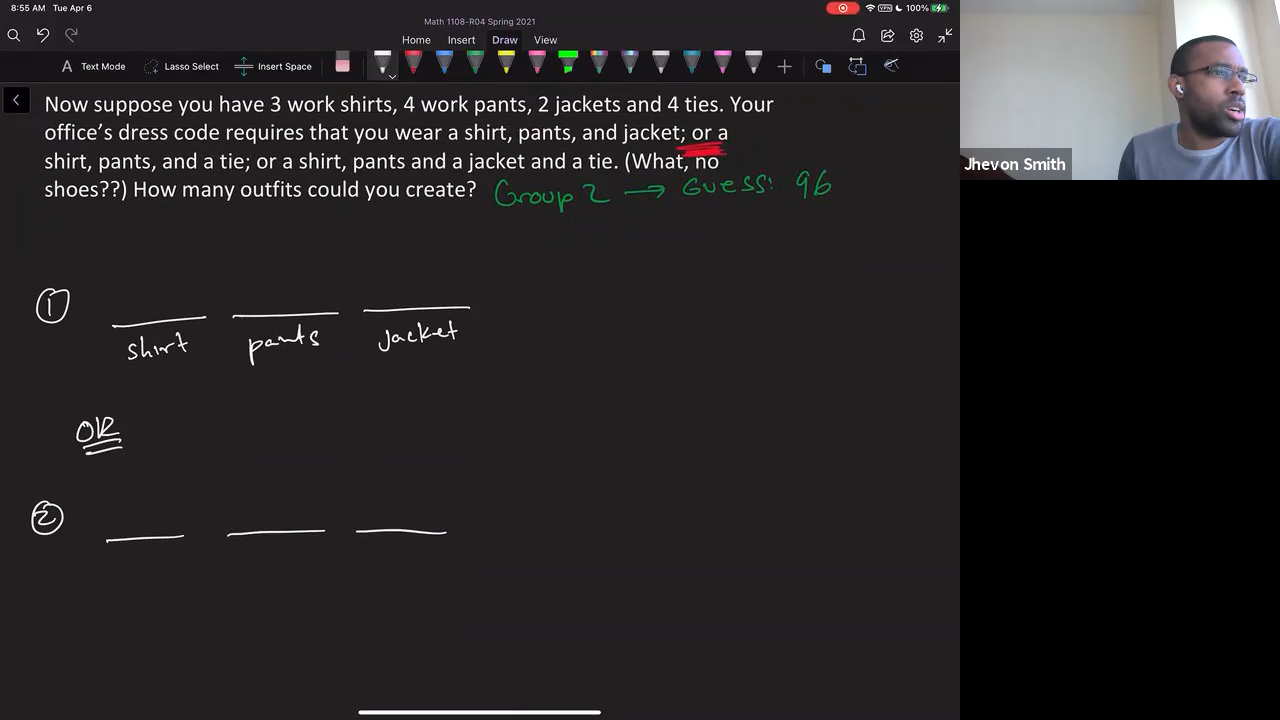 8:55 AM Tue Apr 6
VPN
100%
Math 1108-R04 Spring 2021
Home Insert Draw View
Text Mode Lasso Select Insert Space
Now suppose you have 3 work shirts, 4 work pants, 2 jackets and 4 ties. Your
office's dress code requires that you wear a shirt, pants, and jacket; or a
shirt, pants, and a tie; or a shirt, pants and a jacket and a tie. (What, no
shoes??) How many outfits could you create? Group 2 → Guess: 96
Jhevon Smith
①
shirt pants Jacket
OR
②